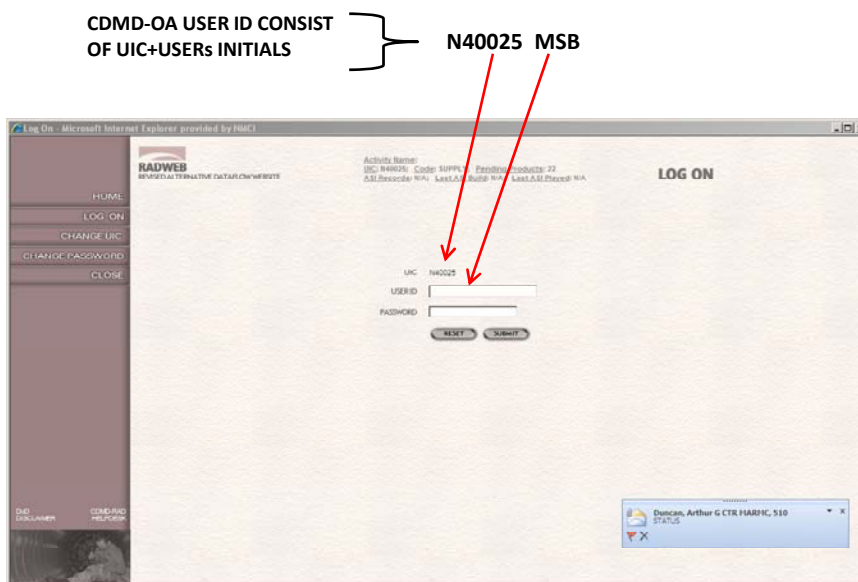 CDMD-OA USER ID CONSIST
OF UIC+USERs INITIALS
N40025 MSB
Log On - Microsoft Internet Explorer provided by NMCI
RADWEB
REVISED ALTERNATIVE DATAFLOW WEBSITE
Activity Name:
UIC: N40025; Code: SUPPLY; Pending Products: 22
ASI Records: N/A; Last ASI Build: N/A; Last ASI Played: N/A
LOG ON
HOME
LOG ON
CHANGE UIC
CHANGE PASSWORD
CLOSE
UIC N40025
USER ID
PASSWORD
RESET SUBMIT
DoD
DISCLAIMER
CDMD-RAD
HELPDESK
Duncan, Arthur G CTR MARMC, 510
STATUS